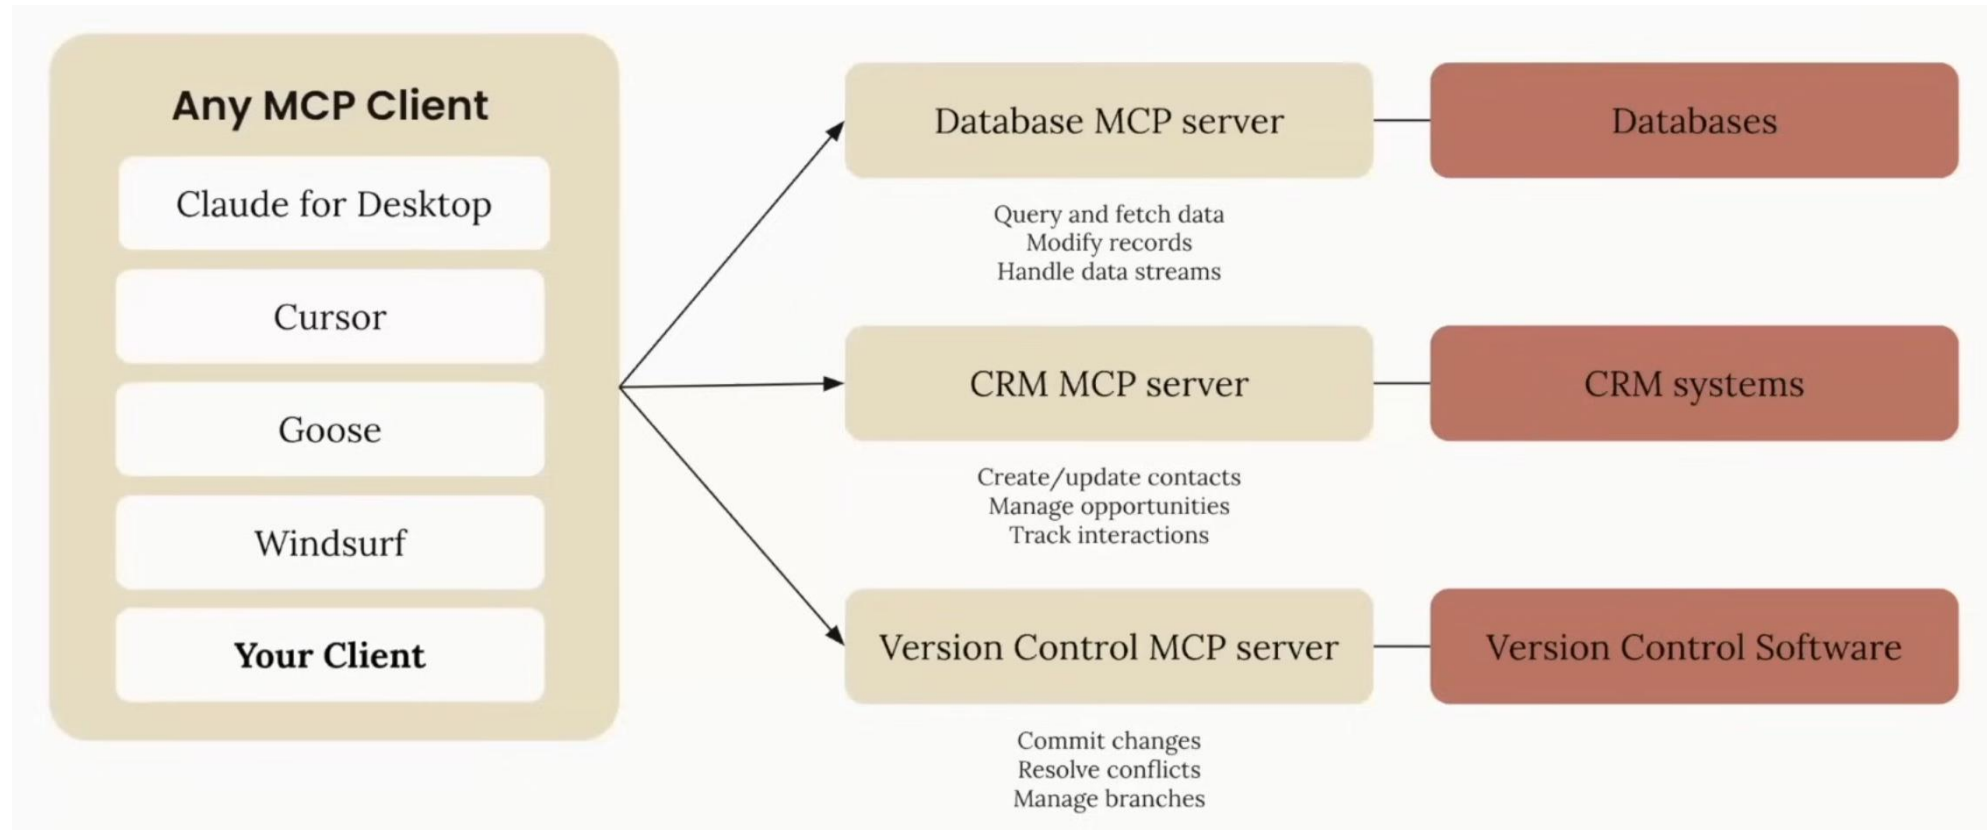 Any MCP Client
Claude for Desktop
Cursor
Goose
Windsurf
Your Client
Database MCP server
Databases
Query and fetch data
Modify records
Handle data streams
CRM MCP server
CRM systems
Create/update contacts
Manage opportunities
Track interactions
Version Control MCP server
Version Control Software
Commit changes
Resolve conflicts
Manage branches